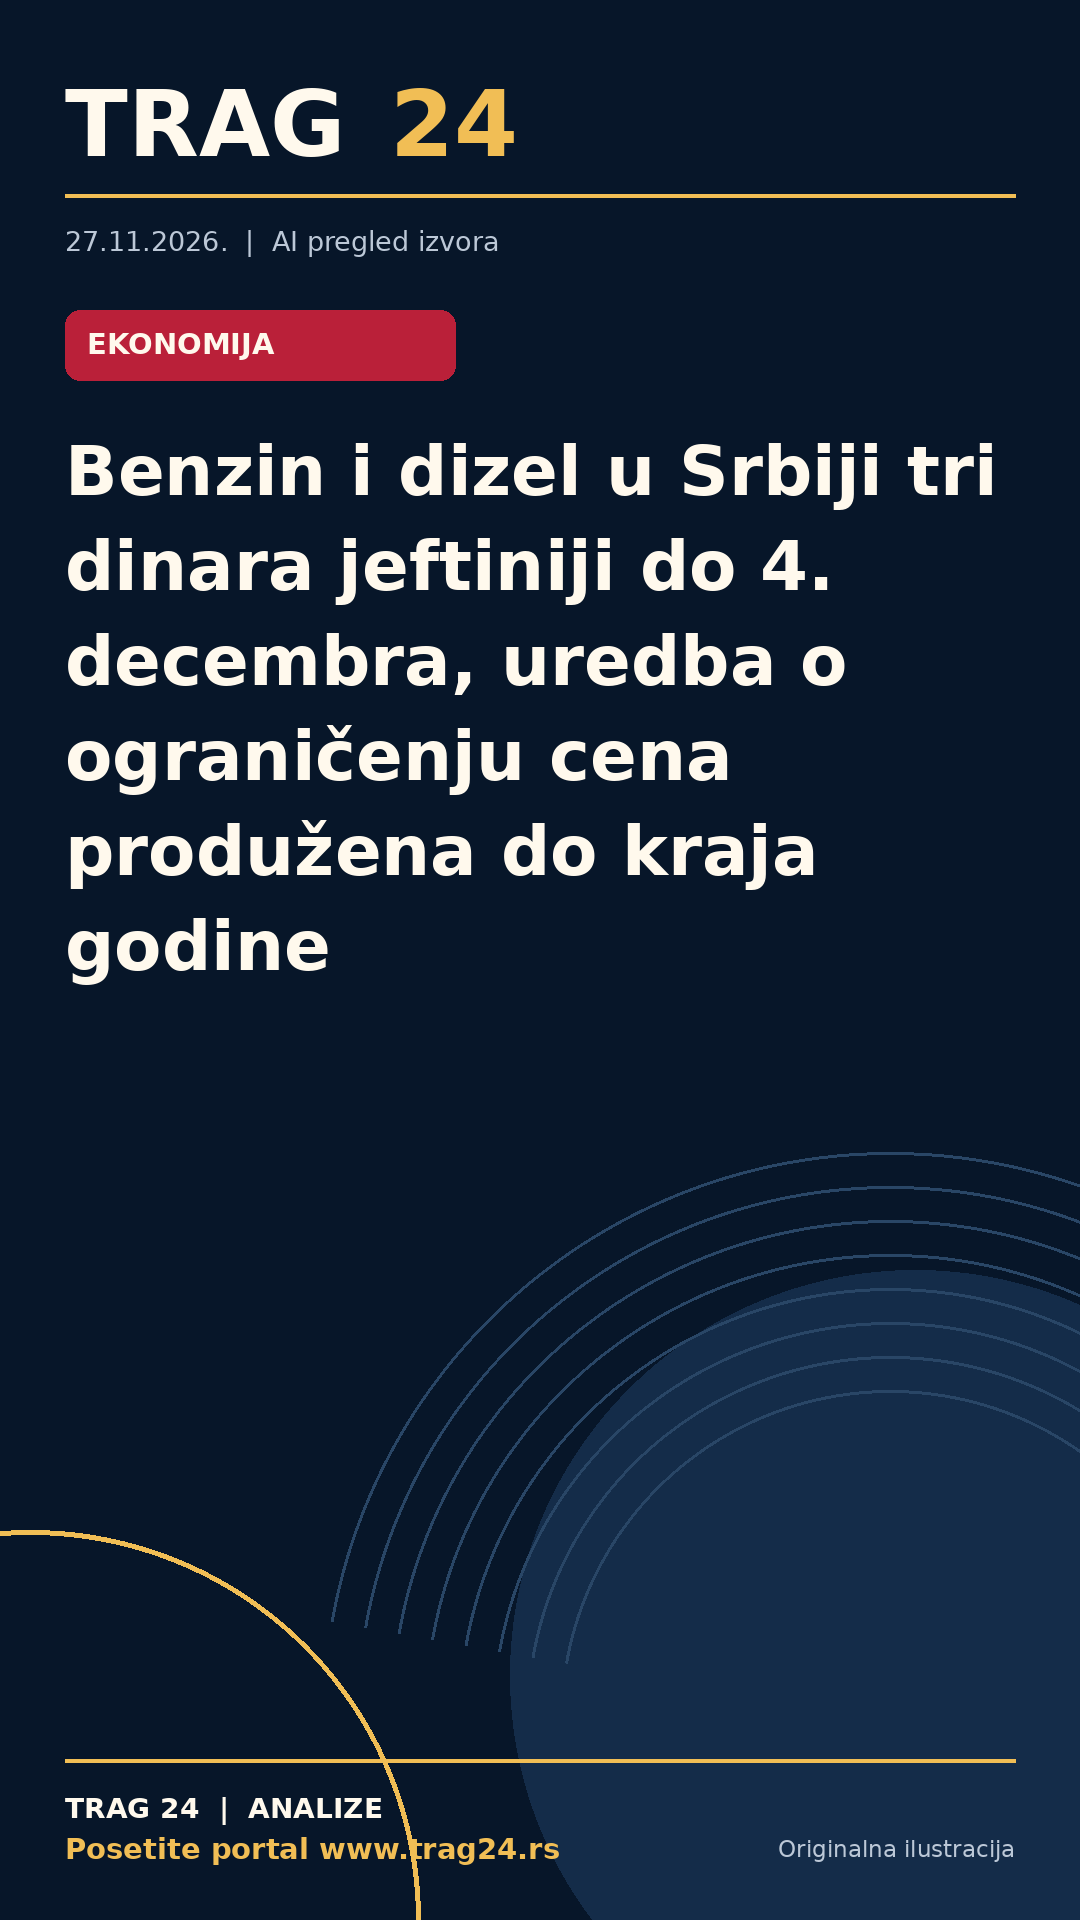 TRAG 24
27.11.2026. | AI pregled izvora
EKONOMIJA
Benzin i dizel u Srbiji tri
dinara jeftiniji do 4.
decembra, uredba o
ograničenju cena
produžena do kraja
godine
TRAG 24 | ANALIZE
Posetite portal www.trag24.rs
Originalna ilustracija